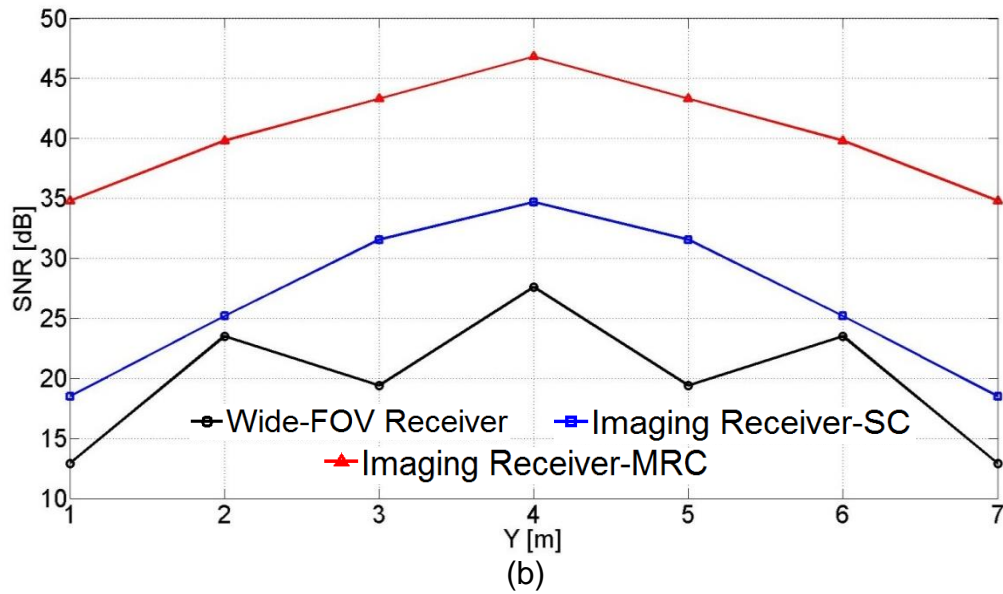 50
45
40
35
30
25
20
15
10
SNR [dB]
Wide-FOV Receiver
Imaging Receiver-SC
Imaging Receiver-MRC
1 2 3 4 5 6 7
Y [m]
(b)